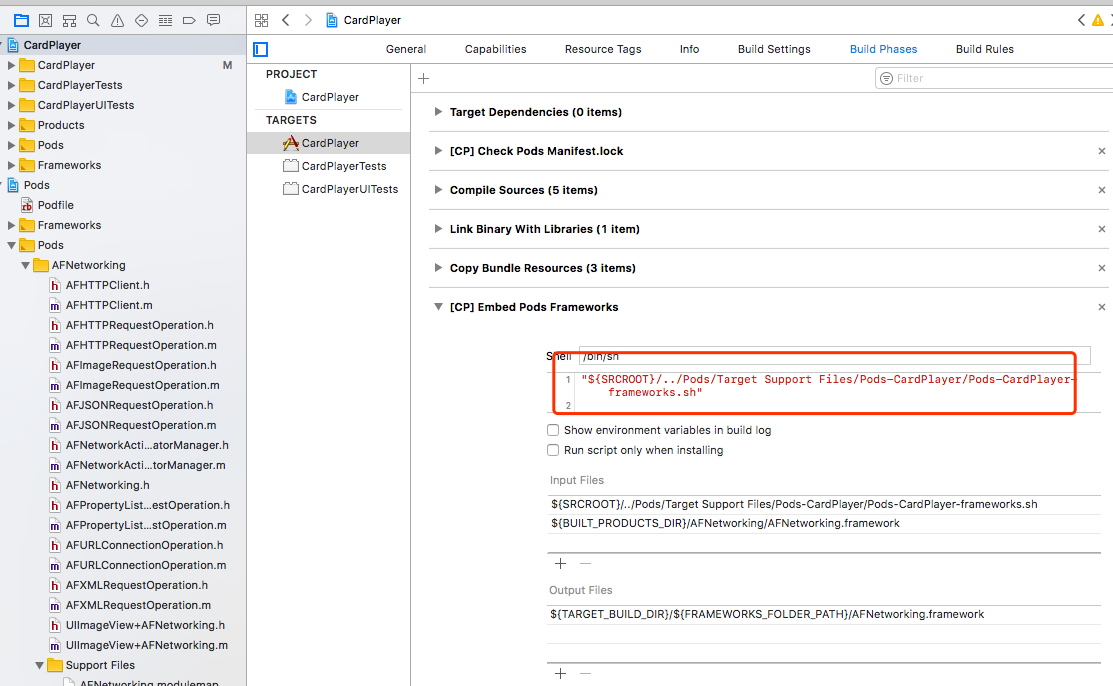 CardPlayer
CardPlayer
General
Capabilities
Resource Tags
Info
Build Settings
Build Phases
Build Rules
CardPlayer M
CardPlayerTests
CardPlayerUITests
Products
Pods
Frameworks
Pods
Podfile
Frameworks
Pods
AFNetworking
AFHTTPClient.h
AFHTTPClient.m
AFHTTPRequestOperation.h
AFHTTPRequestOperation.m
AFImageRequestOperation.h
AFImageRequestOperation.m
AFJSONRequestOperation.h
AFJSONRequestOperation.m
AFNetworkActi...atorManager.h
AFNetworkActi...torManager.m
AFNetworking.h
AFPropertyList...estOperation.h
AFPropertyList...stOperation.m
AFURLConnectionOperation.h
AFURLConnectionOperation.m
AFXMLRequestOperation.h
AFXMLRequestOperation.m
UIImageView+AFNetworking.h
UIImageView+AFNetworking.m
Support Files
AFNetworking.modulemap
PROJECT
CardPlayer
TARGETS
CardPlayer
CardPlayerTests
CardPlayerUITests
Filter
Target Dependencies (0 items)
[CP] Check Pods Manifest.lock
Compile Sources (5 items)
Link Binary With Libraries (1 item)
Copy Bundle Resources (3 items)
[CP] Embed Pods Frameworks
Shell /bin/sh
1 "${SRCROOT}/../Pods/Target Support Files/Pods-CardPlayer/Pods-CardPlayer-
frameworks.sh"
2
Show environment variables in build log
Run script only when installing
Input Files
${SRCROOT}/../Pods/Target Support Files/Pods-CardPlayer/Pods-CardPlayer-frameworks.sh
${BUILT_PRODUCTS_DIR}/AFNetworking/AFNetworking.framework
Output Files
${TARGET_BUILD_DIR}/${FRAMEWORKS_FOLDER_PATH}/AFNetworking.framework